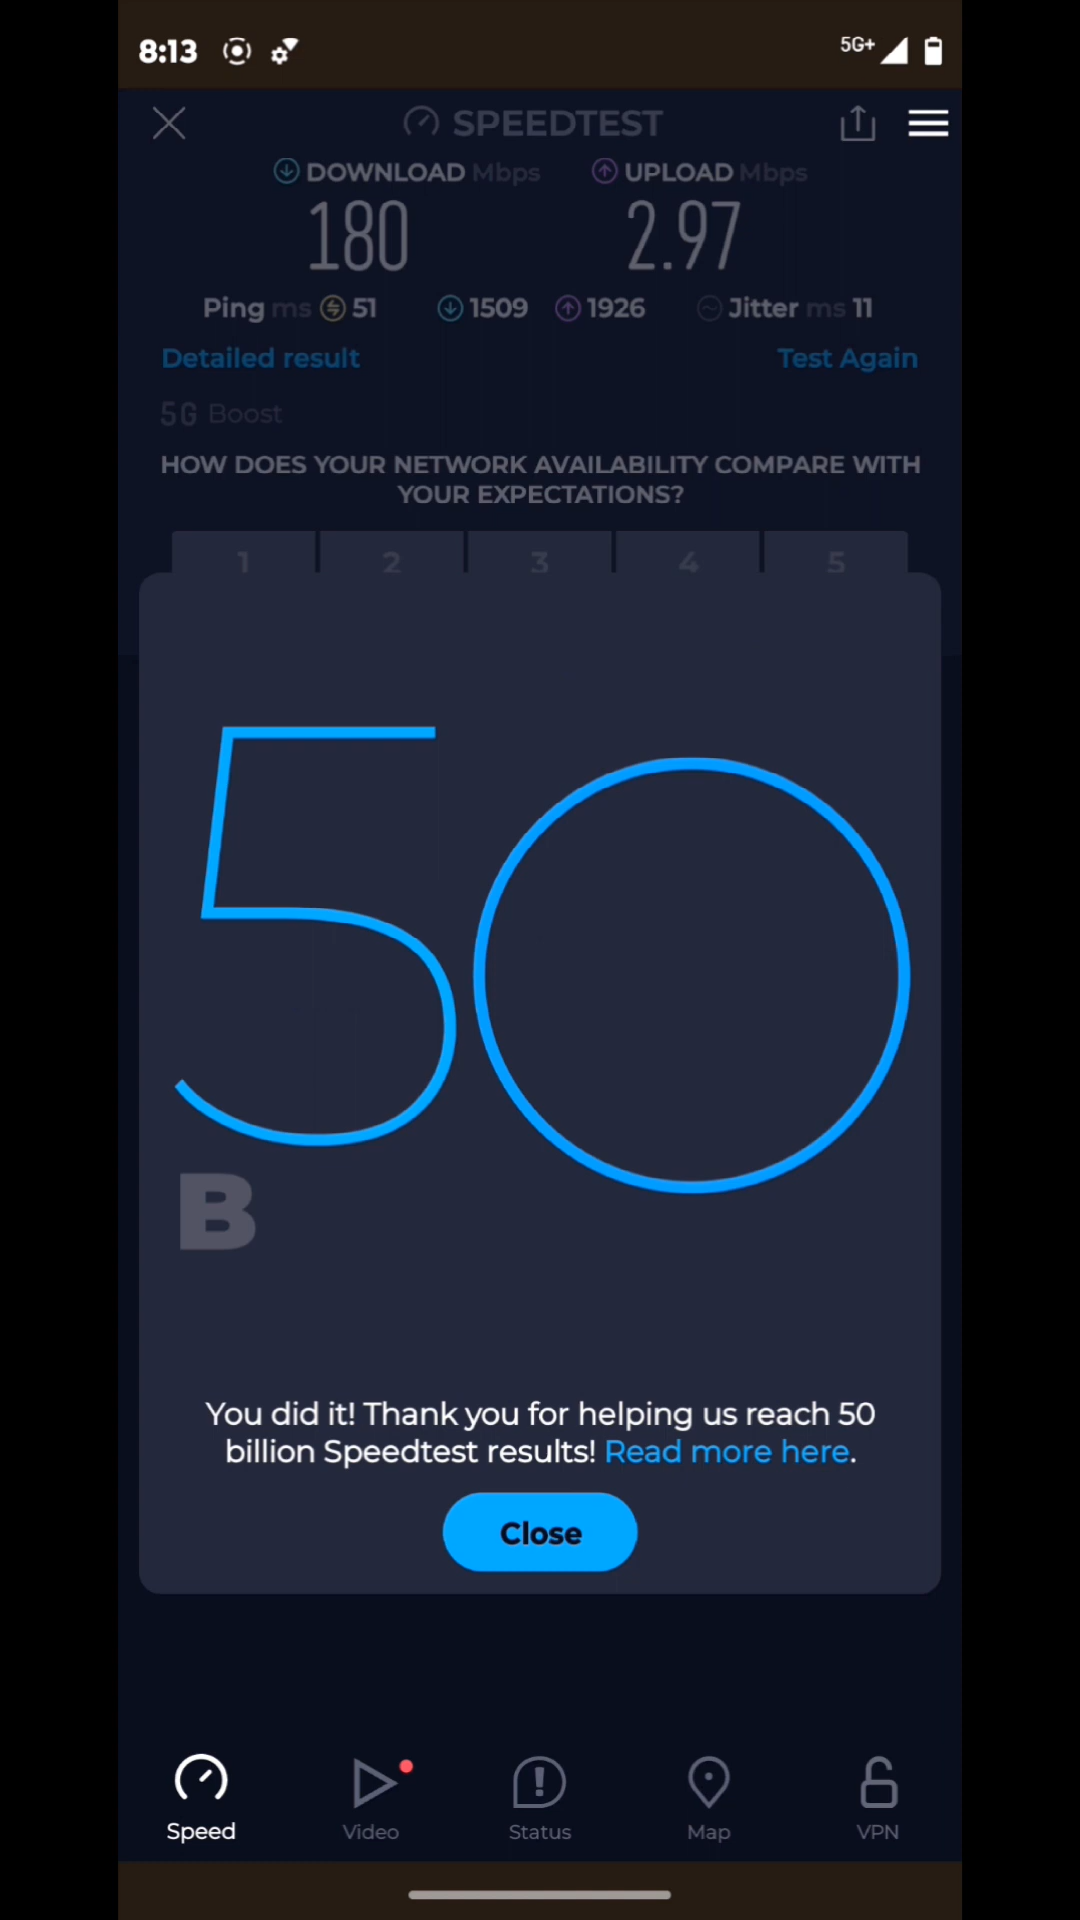 8:13 5G+
SPEEDTEST
DOWNLOAD Mbps UPLOAD Mbps
180 2.97
Ping ms 51 1509 1926 Jitter ms 11
Detailed result Test Again
5G Boost
HOW DOES YOUR NETWORK AVAILABILITY COMPARE WITH
YOUR EXPECTATIONS?
1 2 3 4 5
50
B
You did it! Thank you for helping us reach 50
billion Speedtest results! Read more here.
Close
Speed Video Status Map VPN